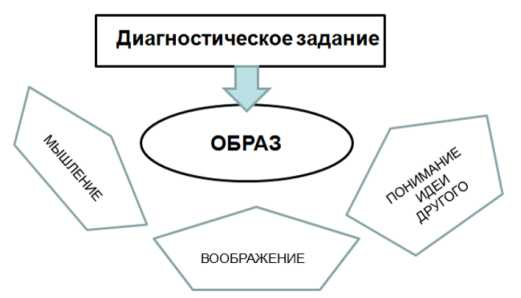 Диагностическое задание
ОБРАЗ
МЫШЛЕНИЕ
ПОНИМАНИЕ
ИДЕИ
ДРУГОГО
ВООБРАЖЕНИЕ